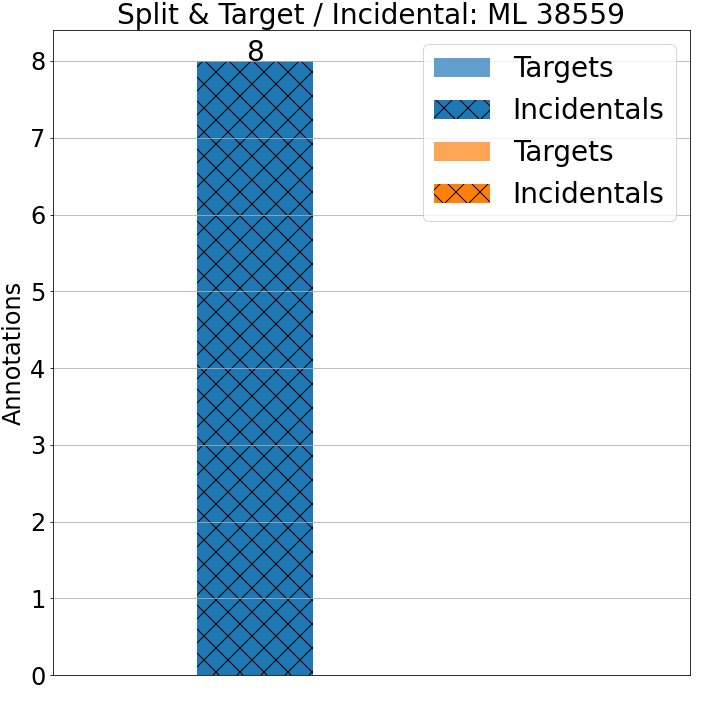 Split & Target / Incidental: ML 38559
8
Targets
Incidentals
Targets
Incidentals
Annotations
8
7
6
5
4
3
2
1
0